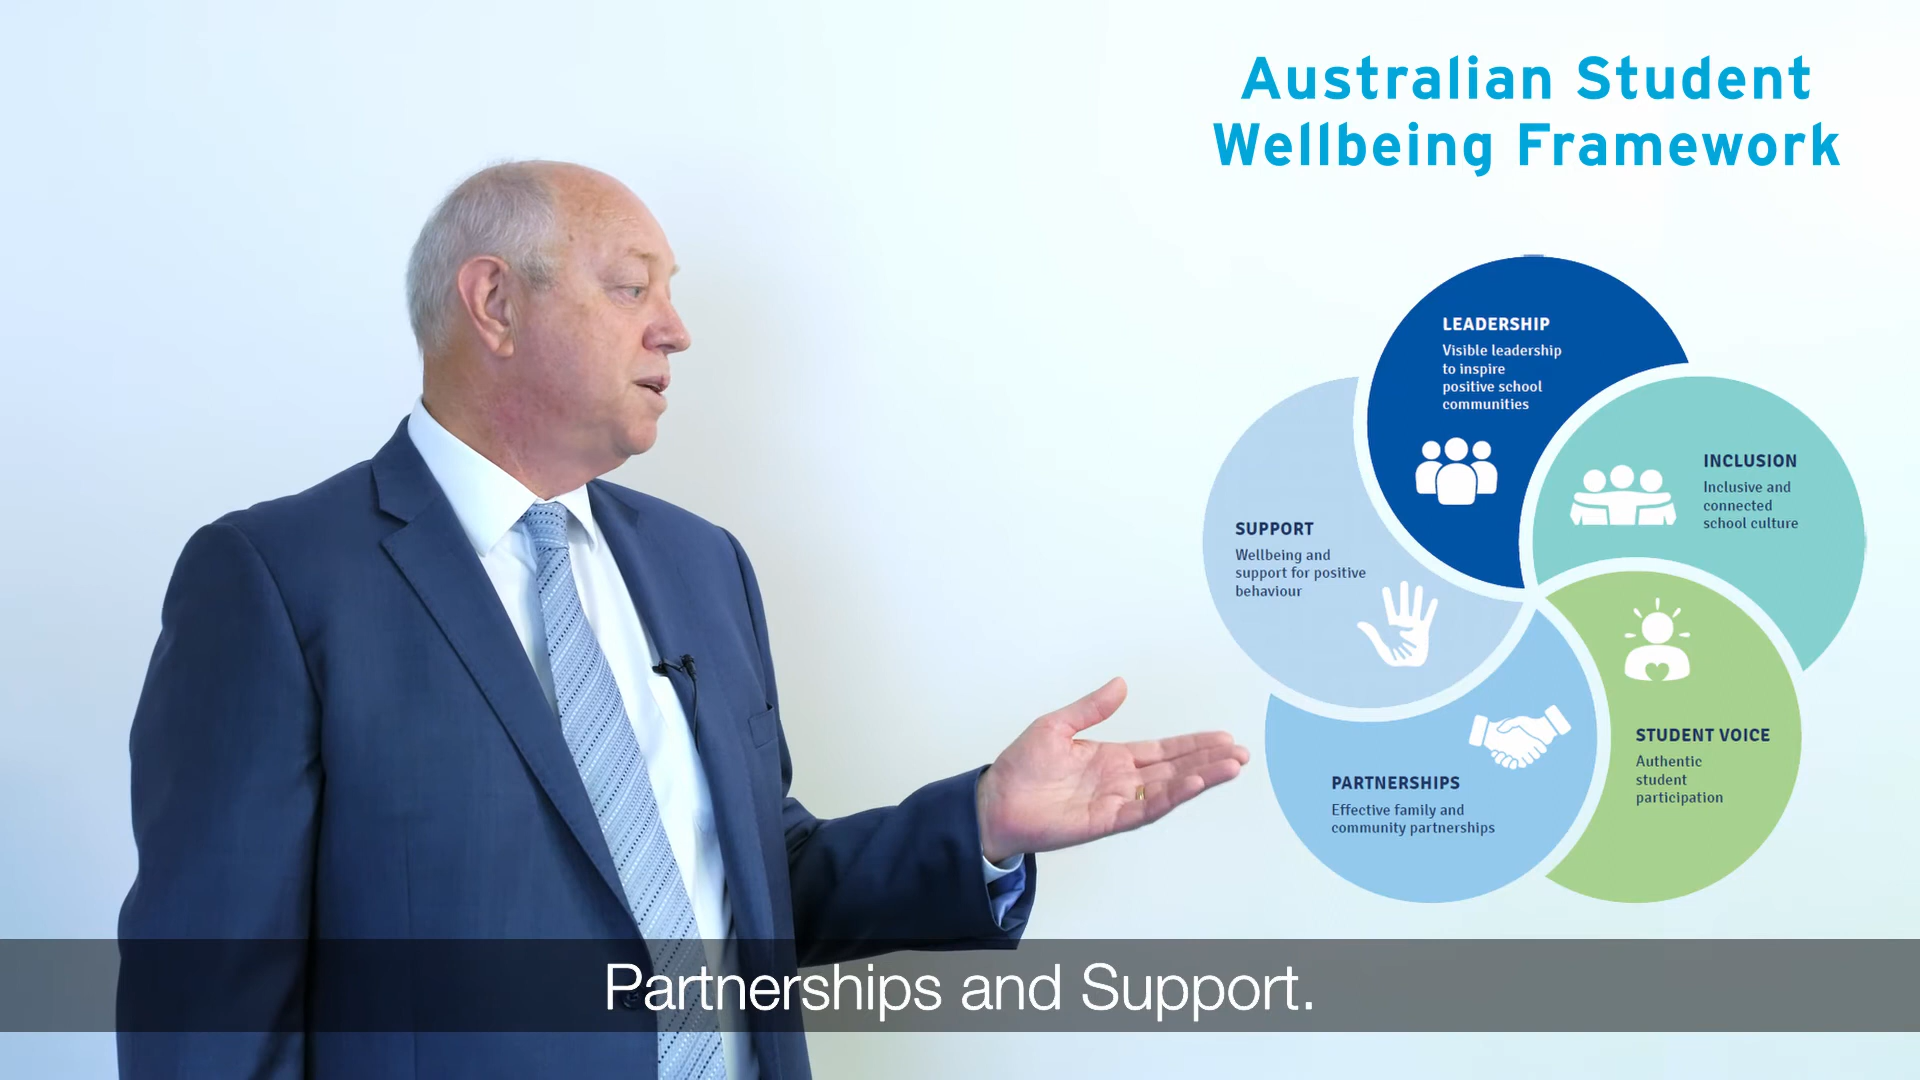 Australian Student
Wellbeing Framework
LEADERSHIP
Visible leadership
to inspire
positive school
communities
INCLUSION
Inclusive and
connected
school culture
SUPPORT
Wellbeing and
support for positive
behaviour
STUDENT VOICE
Authentic
student
participation
PARTNERSHIPS
Effective family and
community partnerships
Partnerships and Support.